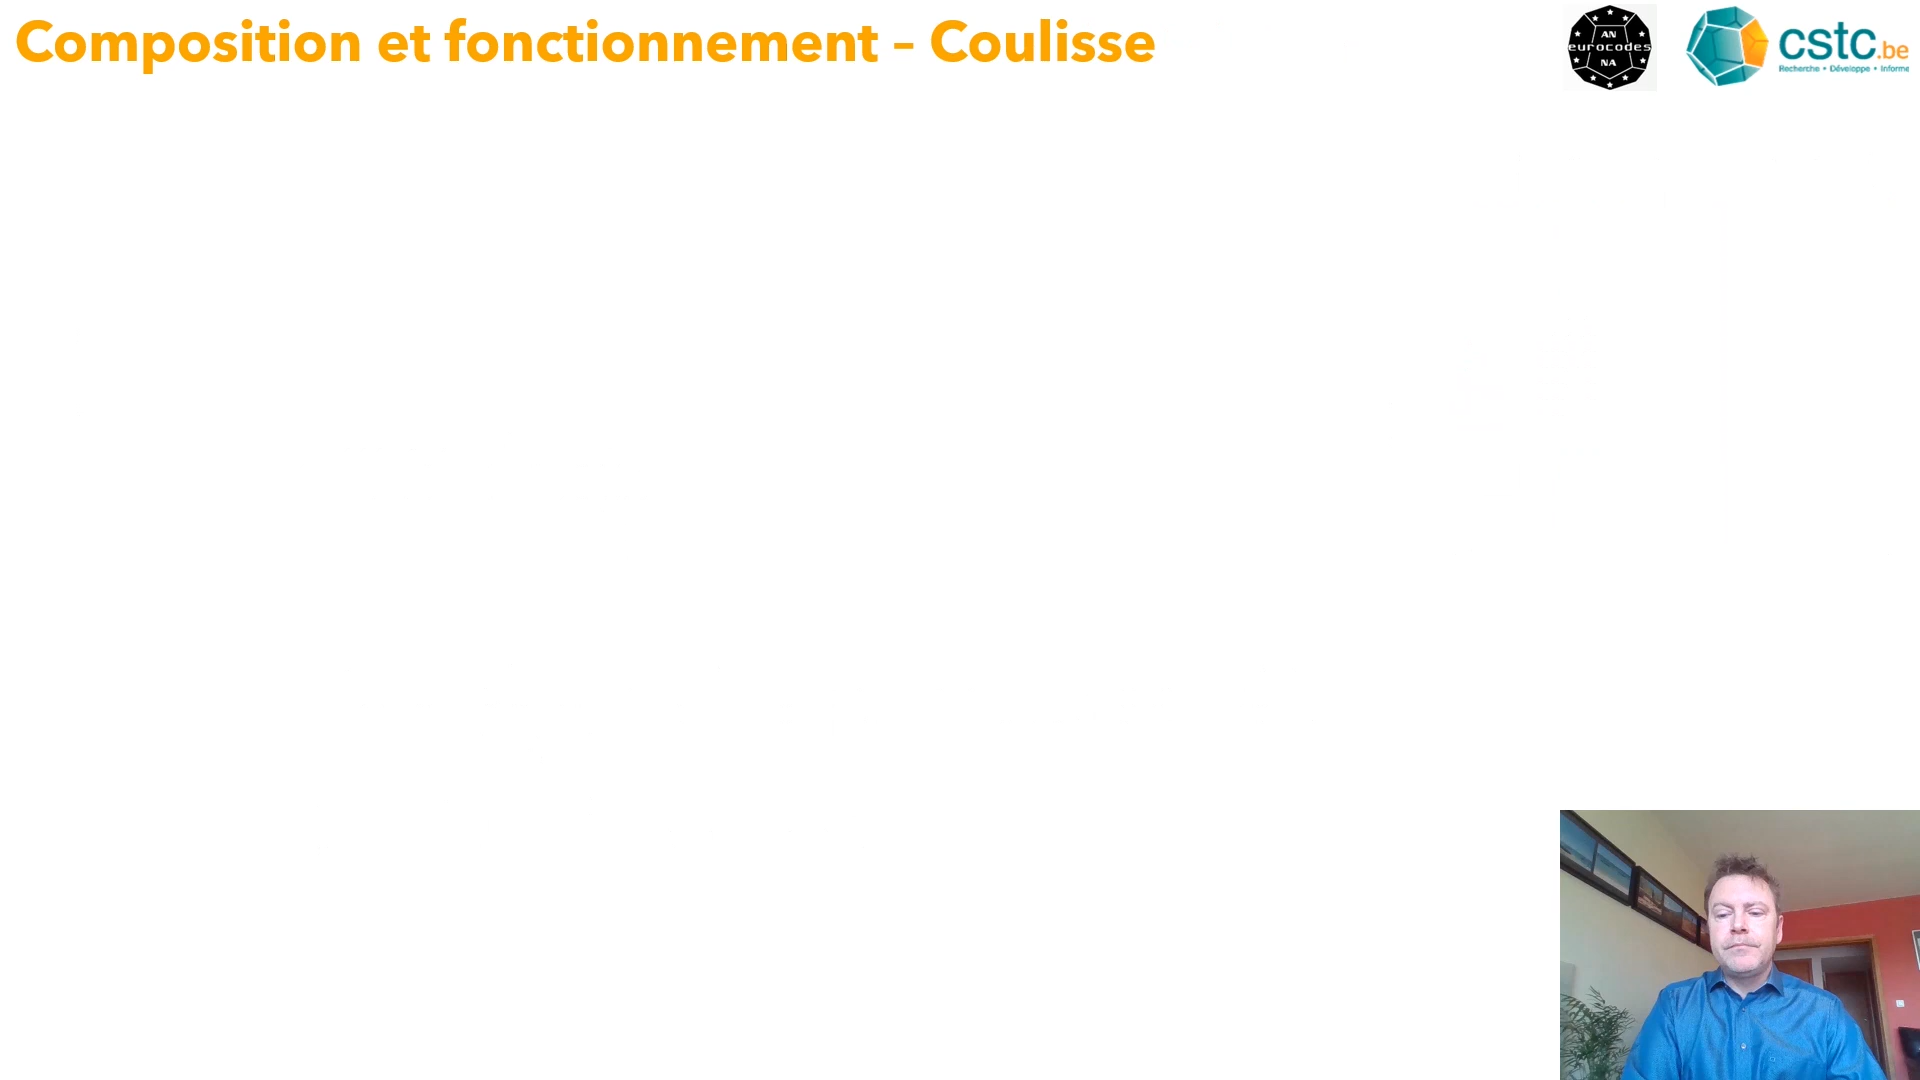 Composition et fonctionnement – Coulisse
AN
eurocodes
NA
cstc.be
Recherche • Développe • Informe